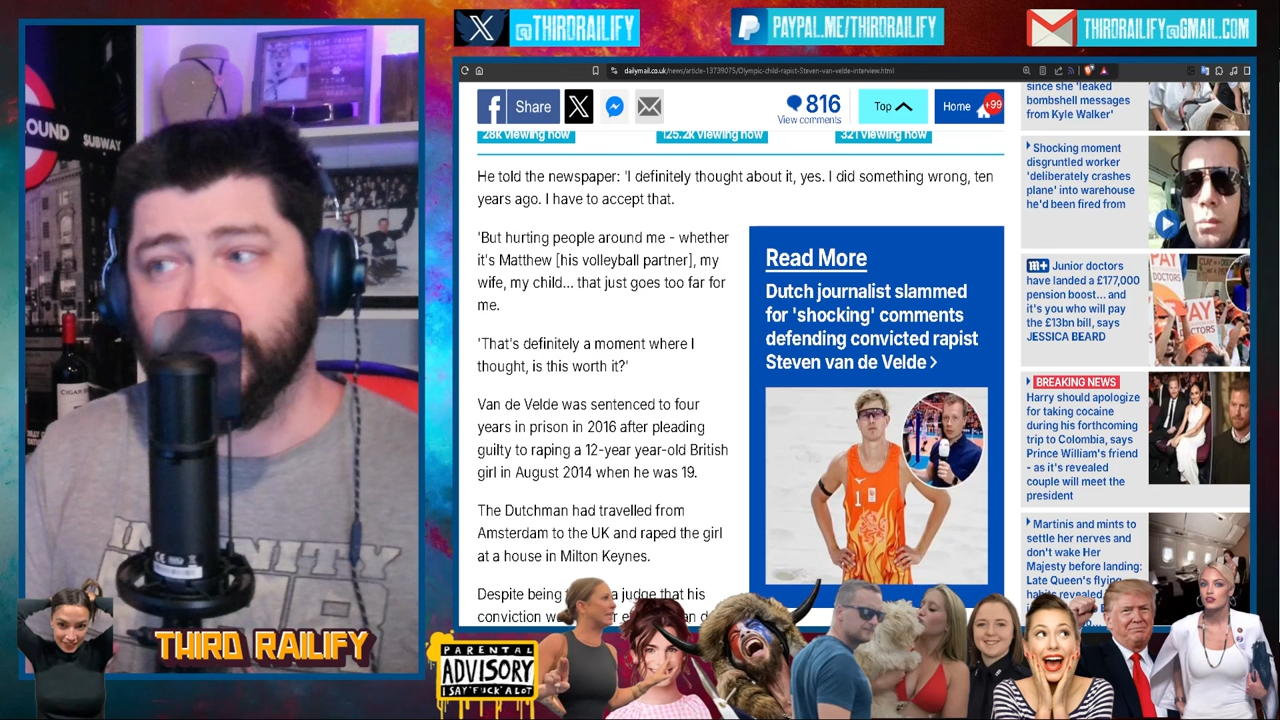 @THIRDRAILIFY
PAYPAL.ME/THIRDRAILIFY
THIRDRAILIFY@GMAIL.COM
OUND
SUBWAY
CIGAR
THIRD RAILIFY
dailymail.co.uk/news/article-13739075/Olympic-child-rapist-Steven-van-velde-interview.html
Share
816
View comments
Top
Home
+99
28k viewing now
125.2k viewing now
321 viewing now
He told the newspaper: 'I definitely thought about it, yes. I did something wrong, ten
years ago. I have to accept that.
'But hurting people around me - whether
it's Matthew [his volleyball partner], my
wife, my child... that just goes too far for
me.
'That's definitely a moment where I
thought, is this worth it?'
Van de Velde was sentenced to four
years in prison in 2016 after pleading
guilty to raping a 12-year year-old British
girl in August 2014 when he was 19.
The Dutchman had travelled from
Amsterdam to the UK and raped the girl
at a house in Milton Keynes.
Despite being a judge that his
conviction
Read More
Dutch journalist slammed
for 'shocking' comments
defending convicted rapist
Steven van de Velde >
1
since she 'leaked
bombshell messages
from Kyle Walker'
Shocking moment
disgruntled worker
'deliberately crashes
plane' into warehouse
he'd been fired from
m+ Junior doctors
have landed a £177,000
pension boost... and
it's you who will pay
the £13bn bill, says
JESSICA BEARD
PAY
DOCTORS
BREAKING NEWS
Harry should apologize
for taking cocaine
during his forthcoming
trip to Colombia, says
Prince William's friend
- as it's revealed
couple will meet the
president
Martinis and mints to
settle her nerves and
don't wake Her
Majesty before landing:
Late Queen's flying
habits revealed
PARENTAL
ADVISORY
I SAY "FUCK" ALOT